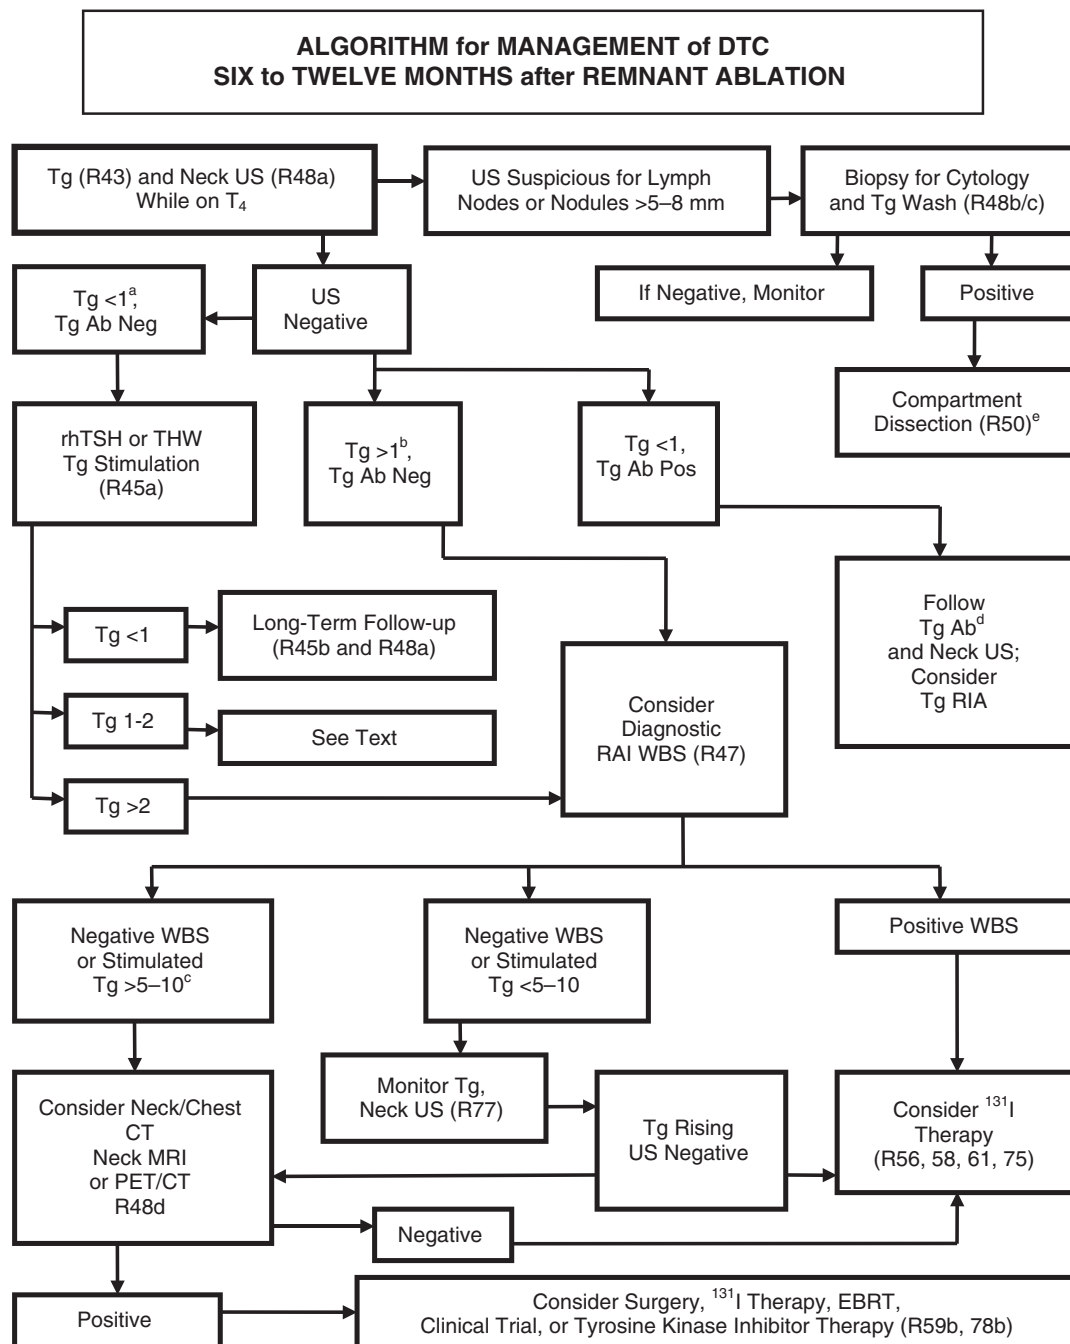 ALGORITHM for MANAGEMENT of DTC
SIX to TWELVE MONTHS after REMNANT ABLATION
Tg (R43) and Neck US (R48a)
While on T4
US Suspicious for Lymph
Nodes or Nodules >5–8 mm
Biopsy for Cytology
and Tg Wash (R48b/c)
Tg <1a,
Tg Ab Neg
US
Negative
If Negative, Monitor
Positive
Compartment
Dissection (R50)e
rhTSH or THW
Tg Stimulation
(R45a)
Tg >1b,
Tg Ab Neg
Tg <1,
Tg Ab Pos
Follow
Tg Abd
and Neck US;
Consider
Tg RIA
Tg <1
Long-Term Follow-up
(R45b and R48a)
Tg 1-2
See Text
Tg >2
Consider
Diagnostic
RAI WBS (R47)
Negative WBS
or Stimulated
Tg >5–10c
Negative WBS
or Stimulated
Tg <5–10
Positive WBS
Consider Neck/Chest
CT
Neck MRI
or PET/CT
R48d
Monitor Tg,
Neck US (R77)
Tg Rising
US Negative
Consider 131I
Therapy
(R56, 58, 61, 75)
Negative
Positive
Consider Surgery, 131I Therapy, EBRT,
Clinical Trial, or Tyrosine Kinase Inhibitor Therapy (R59b, 78b)